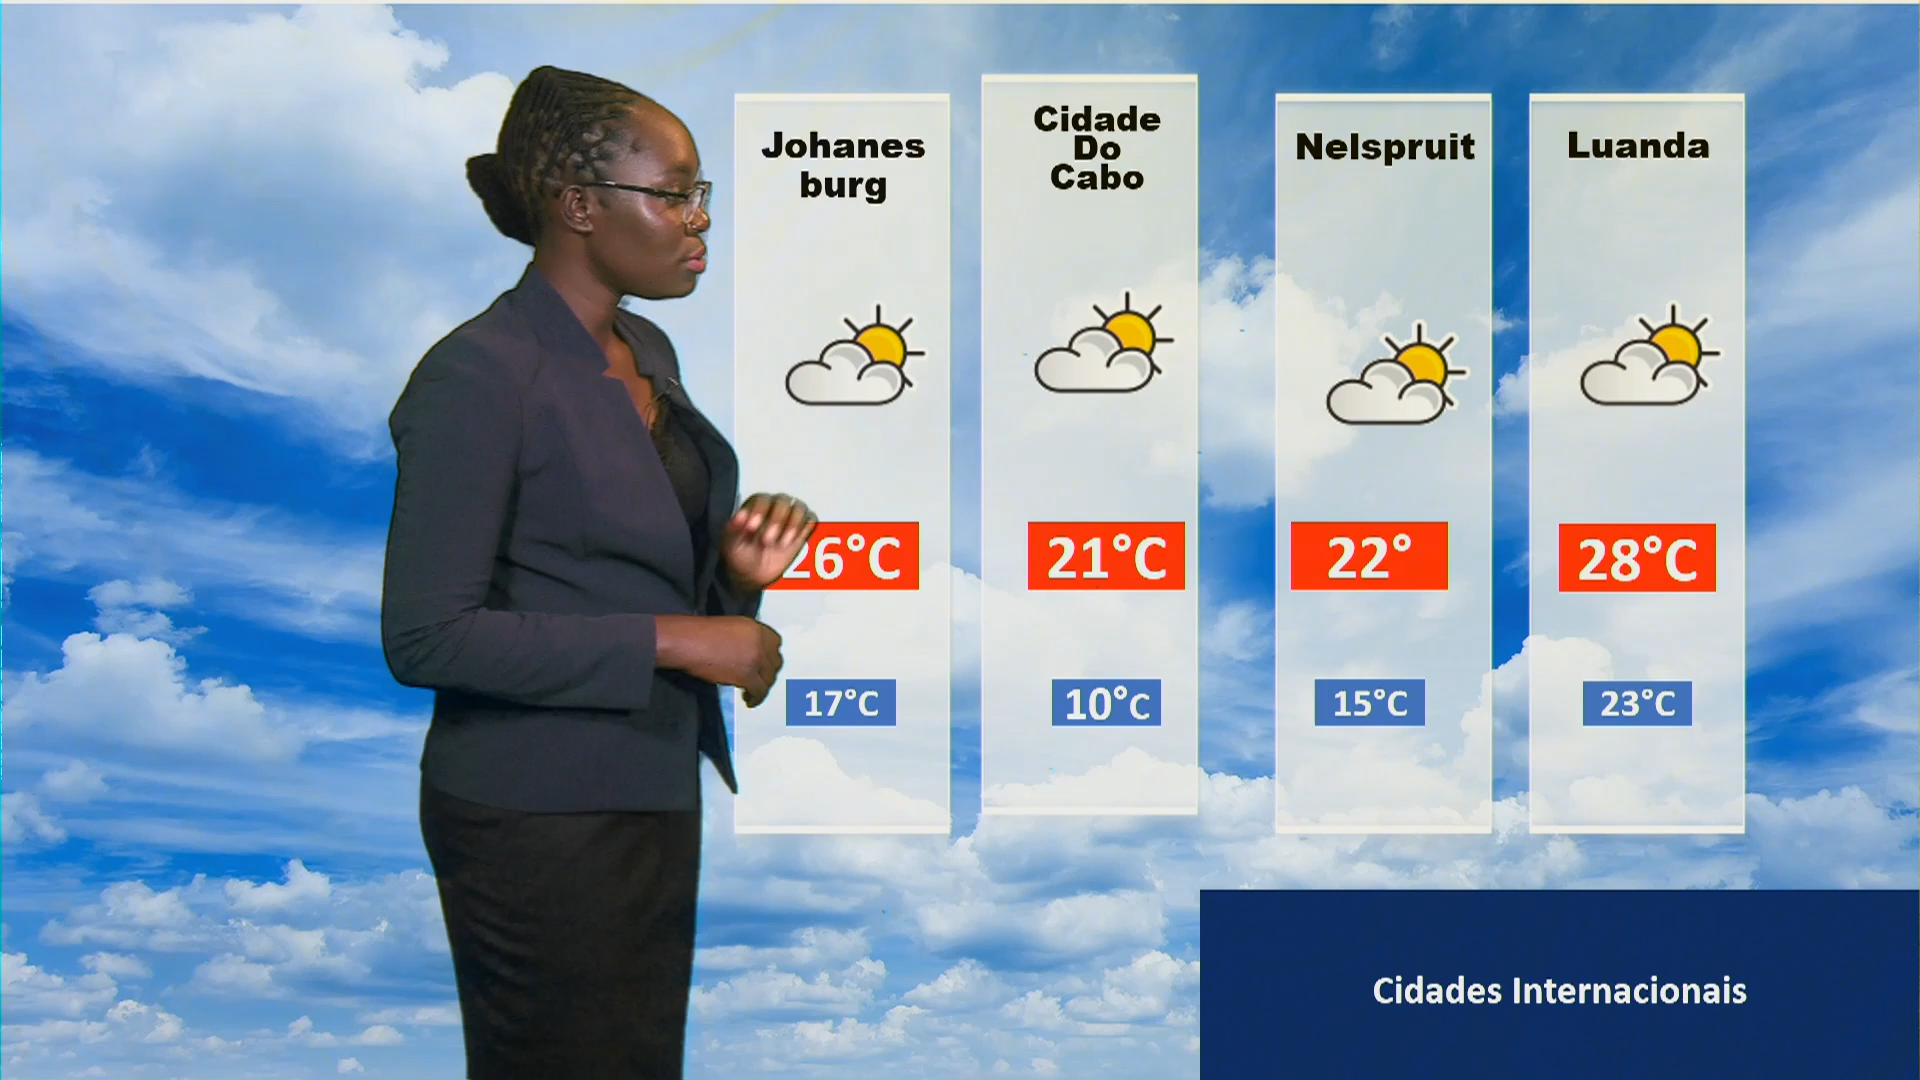 Johanes
burg
26°C
17°C
Cidade
Do
Cabo
21°C
10°C
Nelspruit
22°
15°C
Luanda
28°C
23°C
Cidades Internacionais